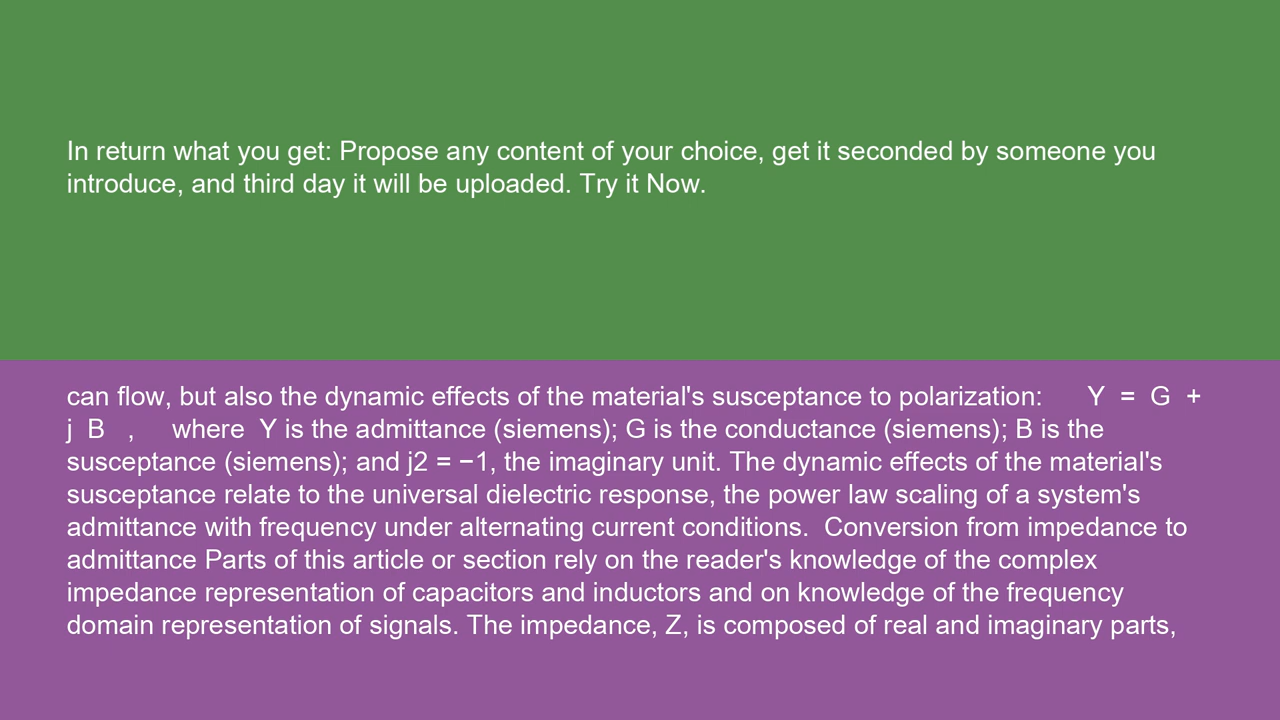 In return what you get: Propose any content of your choice, get it seconded by someone you
introduce, and third day it will be uploaded. Try it Now.
can flow, but also the dynamic effects of the material's susceptance to polarization:      Y  =  G  +
j  B   ,     where  Y is the admittance (siemens); G is the conductance (siemens); B is the
susceptance (siemens); and j2 = −1, the imaginary unit. The dynamic effects of the material's
susceptance relate to the universal dielectric response, the power law scaling of a system's
admittance with frequency under alternating current conditions.  Conversion from impedance to
admittance Parts of this article or section rely on the reader's knowledge of the complex
impedance representation of capacitors and inductors and on knowledge of the frequency
domain representation of signals. The impedance, Z, is composed of real and imaginary parts,